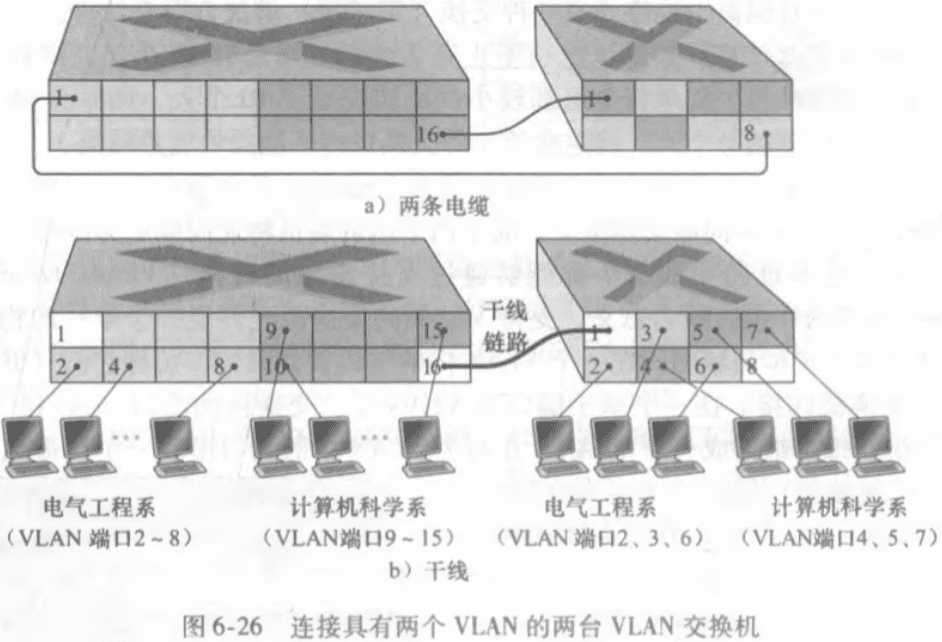 1
16
1
8
a）两条电缆
干线
链路
1
9
15
2
4
8
10
16
1
3
5
7
2
4
6
8
电气工程系
（VLAN 端口2~8）
计算机科学系
（VLAN端口9~15）
电气工程系
（VLAN端口2、3、6）
计算机科学系
（VLAN端口4、5、7）
b）干线
图 6-26 连接具有两个 VLAN 的两台 VLAN 交换机